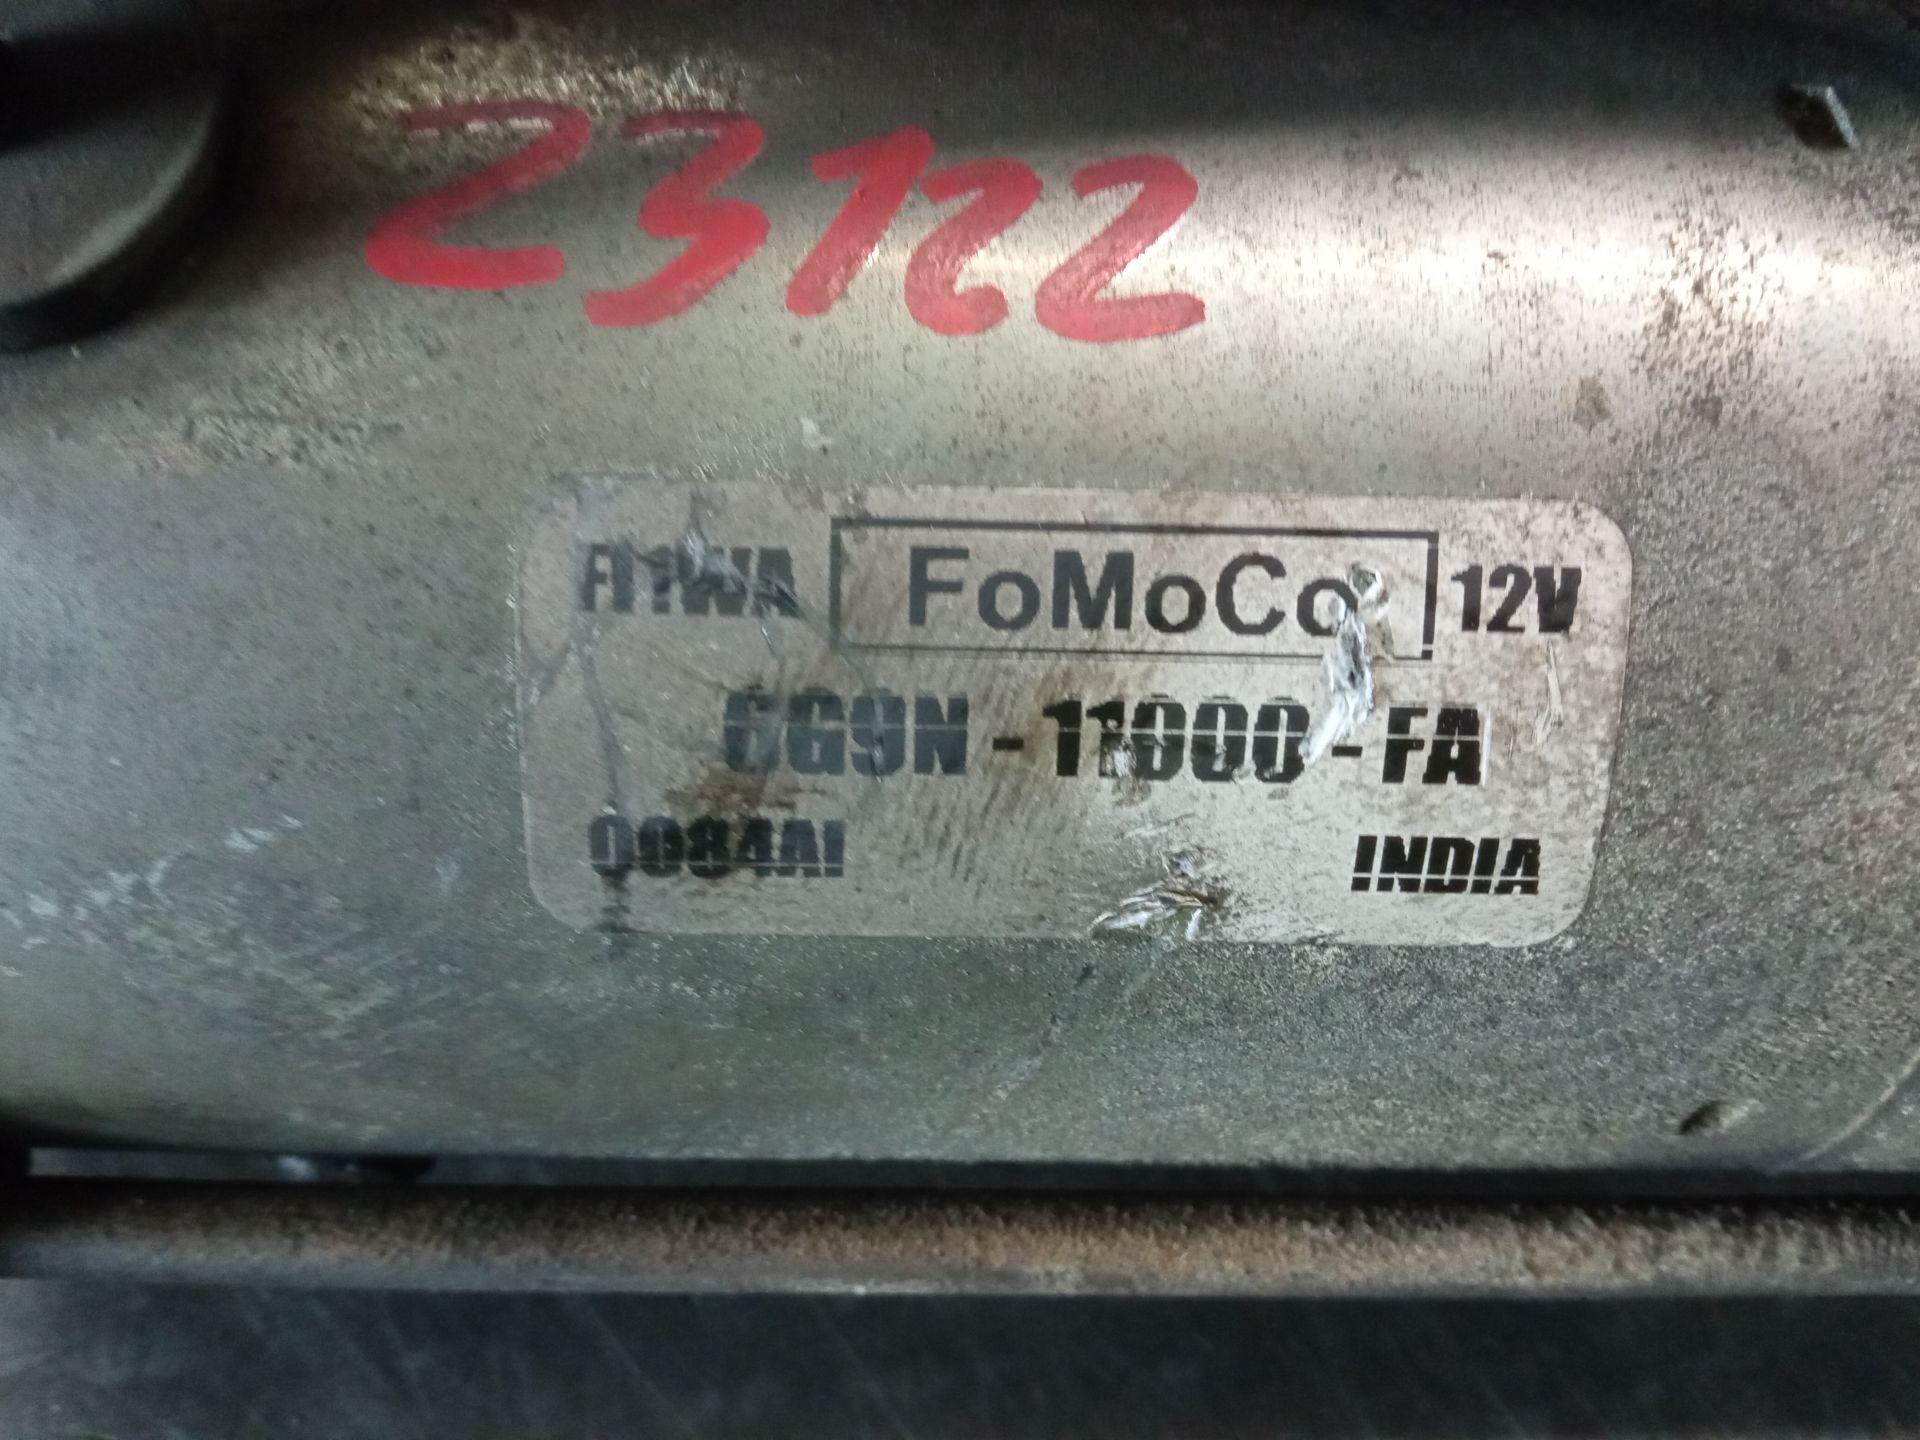 23122
FoMoCo 12V
6G9N-11000-FA
0084AI INDIA